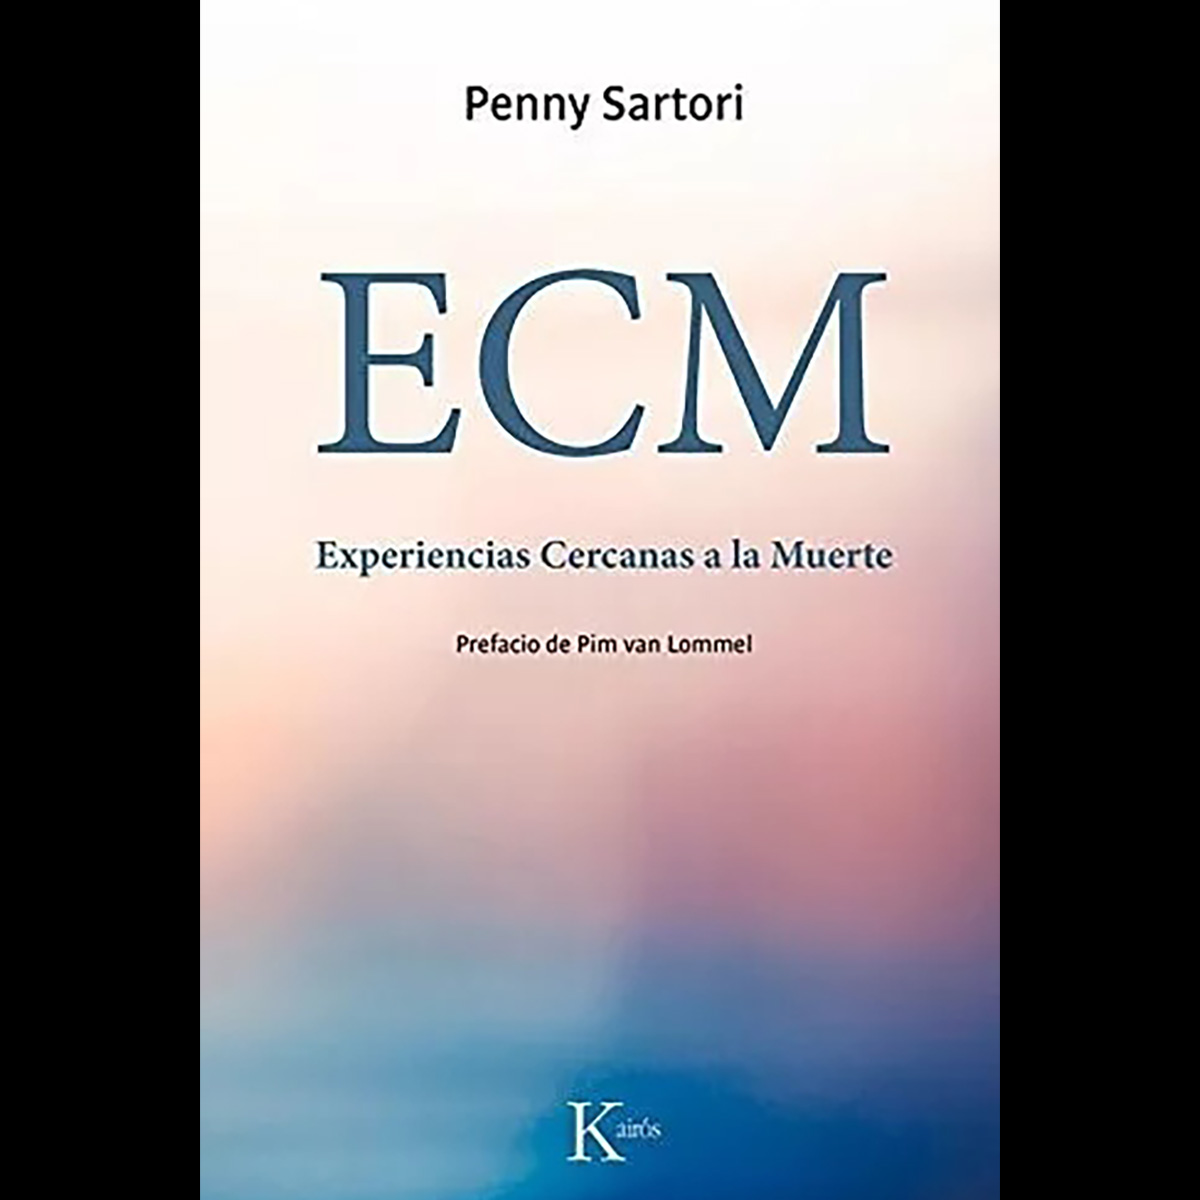 Penny Sartori
ECM
Experiencias Cercanas a la Muerte
Prefacio de Pim van Lommel
Kairós